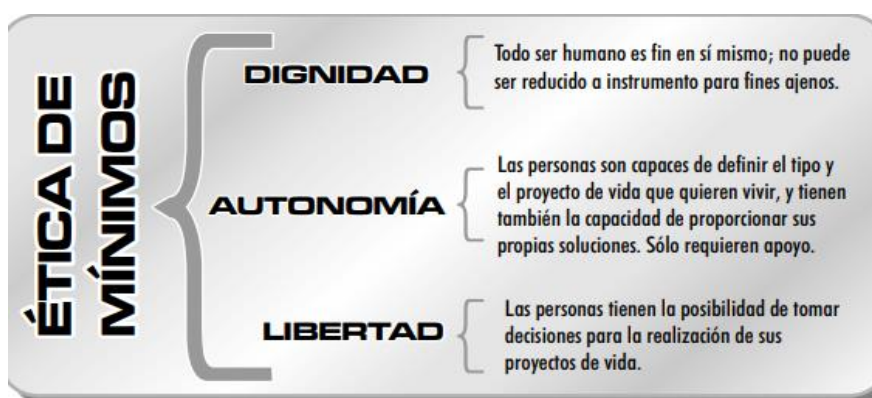 ÉTICA DE
MÍNIMOS
DIGNIDAD
Todo ser humano es fin en sí mismo; no puede
ser reducido a instrumento para fines ajenos.
AUTONOMÍA
Las personas son capaces de definir el tipo y
el proyecto de vida que quieren vivir, y tienen
también la capacidad de proporcionar sus
propias soluciones. Sólo requieren apoyo.
LIBERTAD
Las personas tienen la posibilidad de tomar
decisiones para la realización de sus
proyectos de vida.